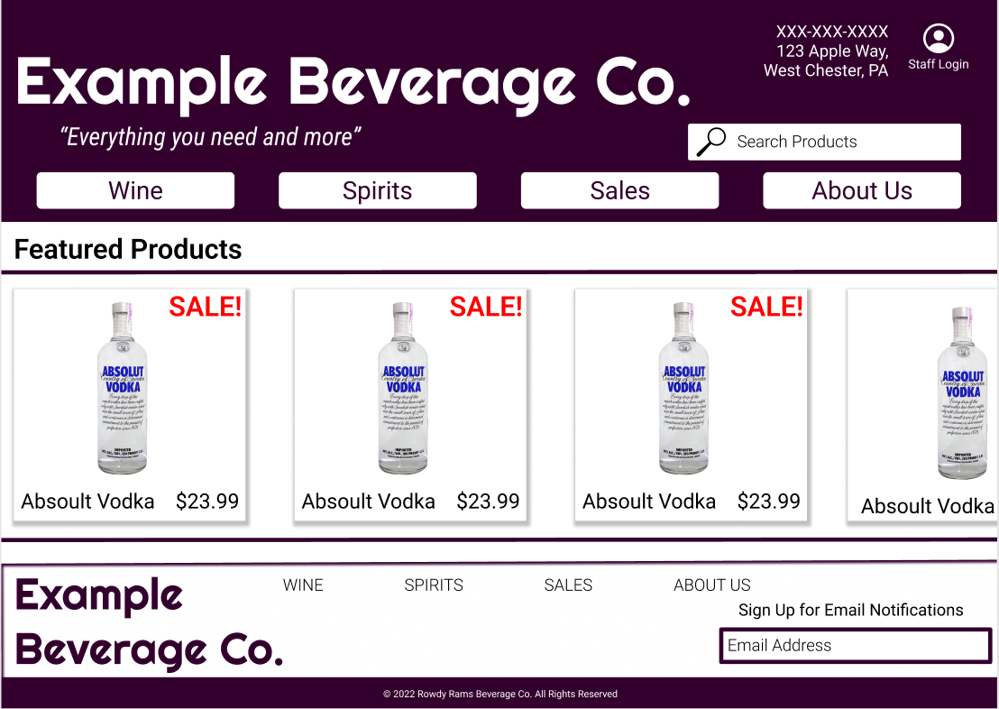 XXX-XXX-XXXX
123 Apple Way,
West Chester, PA
Staff Login
Example Beverage Co.
“Everything you need and more”
Search Products
Wine
Spirits
Sales
About Us
Featured Products
SALE!
ABSOLUT
Country of Sweden
VODKA
IMPORTED
Absoult Vodka $23.99
SALE!
ABSOLUT
Country of Sweden
VODKA
IMPORTED
Absoult Vodka $23.99
SALE!
ABSOLUT
Country of Sweden
VODKA
IMPORTED
Absoult Vodka $23.99
ABSOLUT
Country of Sweden
VODKA
IMPORTED
Absoult Vodka
Example
Beverage Co.
WINE
SPIRITS
SALES
ABOUT US
Sign Up for Email Notifications
Email Address
© 2022 Rowdy Rams Beverage Co. All Rights Reserved